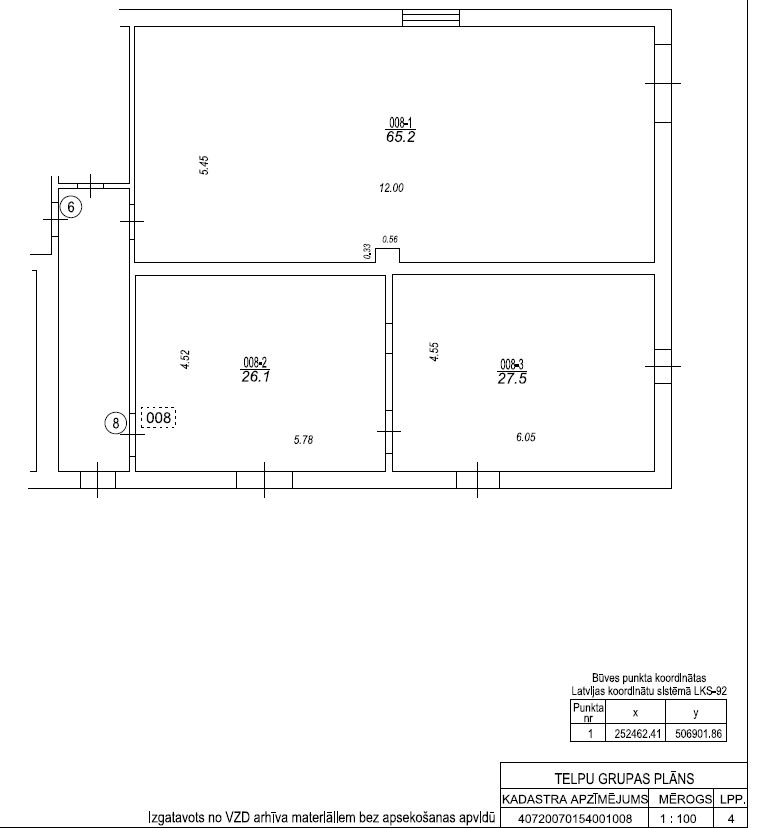 008-1
65.2
5.45
12.00
6
0.33
0.56
4.52
008-2
26.1
4.55
008-3
27.5
8
008
5.78
6.05
Būves punkta koordinātas
Latvijas koordinātu sistēmā LKS-92
Punkta nr x y
1 252462.41 506901.86
TELPU GRUPAS PLĀNS
KADASTRA APZĪMĒJUMS MĒROGS LPP.
Izgatavots no VZD arhīva materiāliem bez apsekošanas apvidū 40720070154001008 1 : 100 4